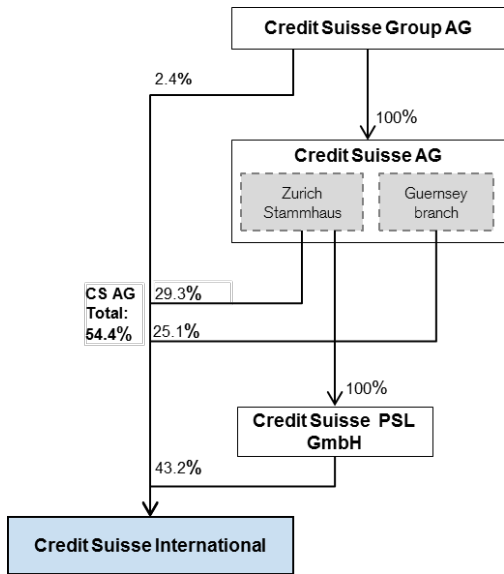 Credit Suisse Group AG
2.4%
100%
Credit Suisse AG
Zurich
Stammhaus
Guernsey
branch
CS AG
Total:
54.4%
29.3%
25.1%
100%
Credit Suisse PSL
GmbH
43.2%
Credit Suisse International